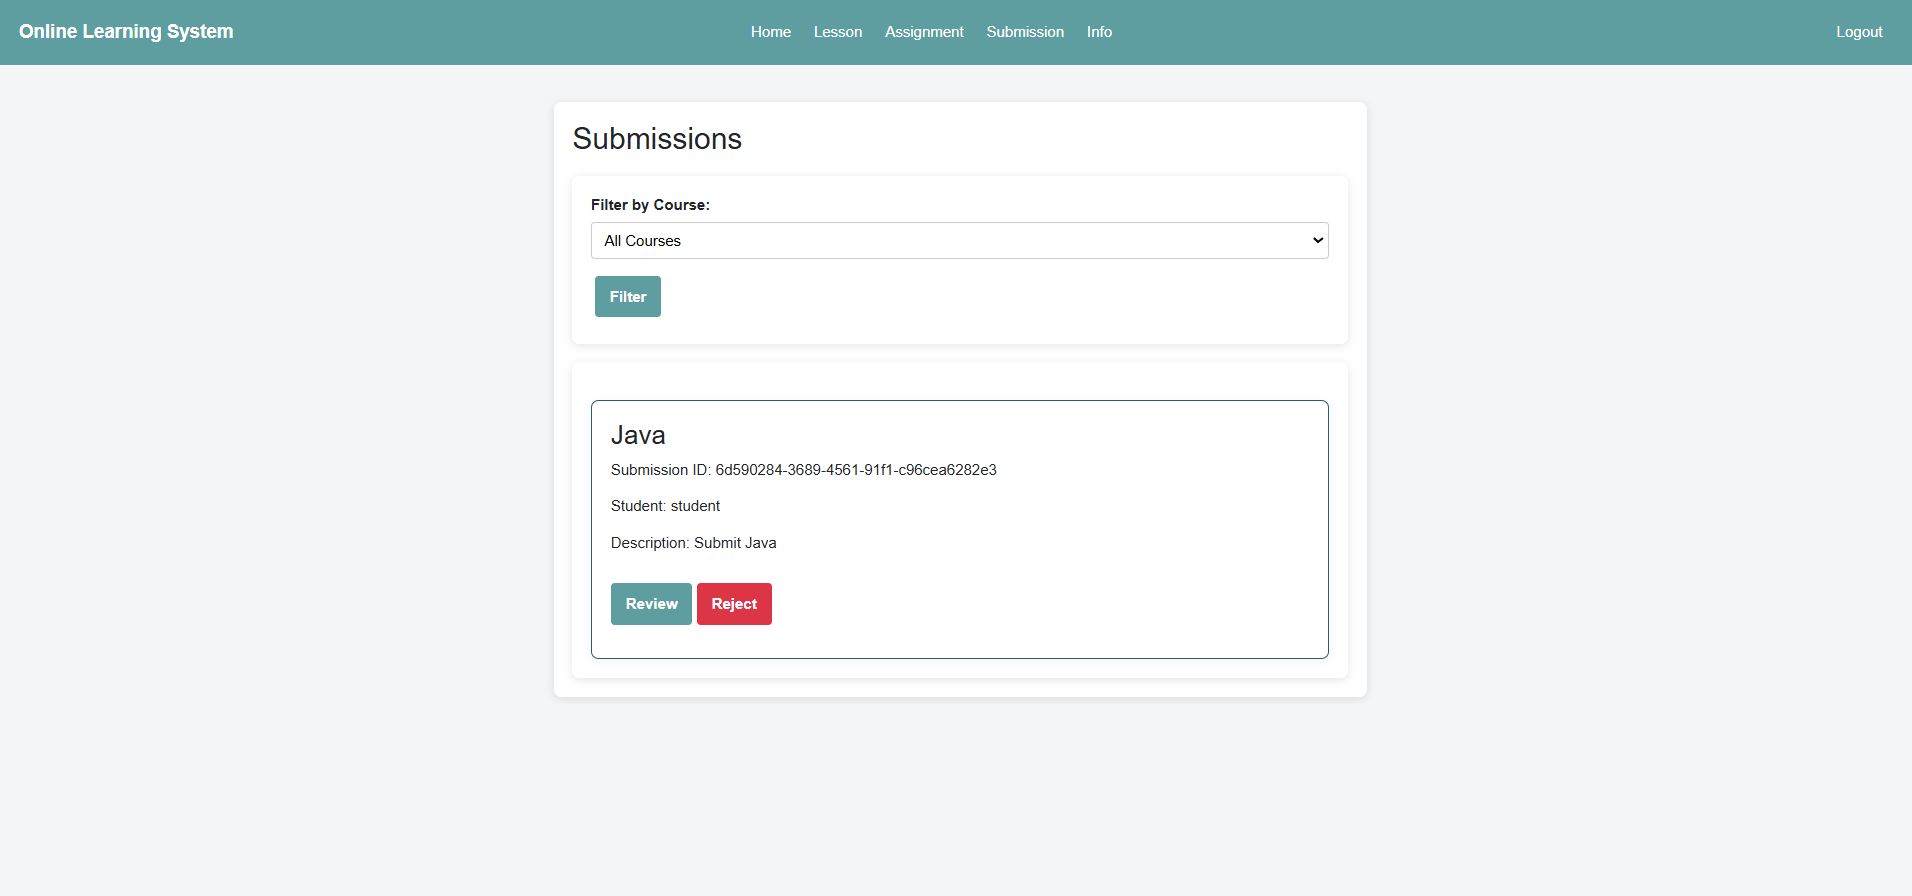 Online Learning System
Home Lesson Assignment Submission Info
Logout
Submissions
Filter by Course:
All Courses
Filter
Java
Submission ID: 6d590284-3689-4561-91f1-c96cea6282e3
Student: student
Description: Submit Java
Review Reject